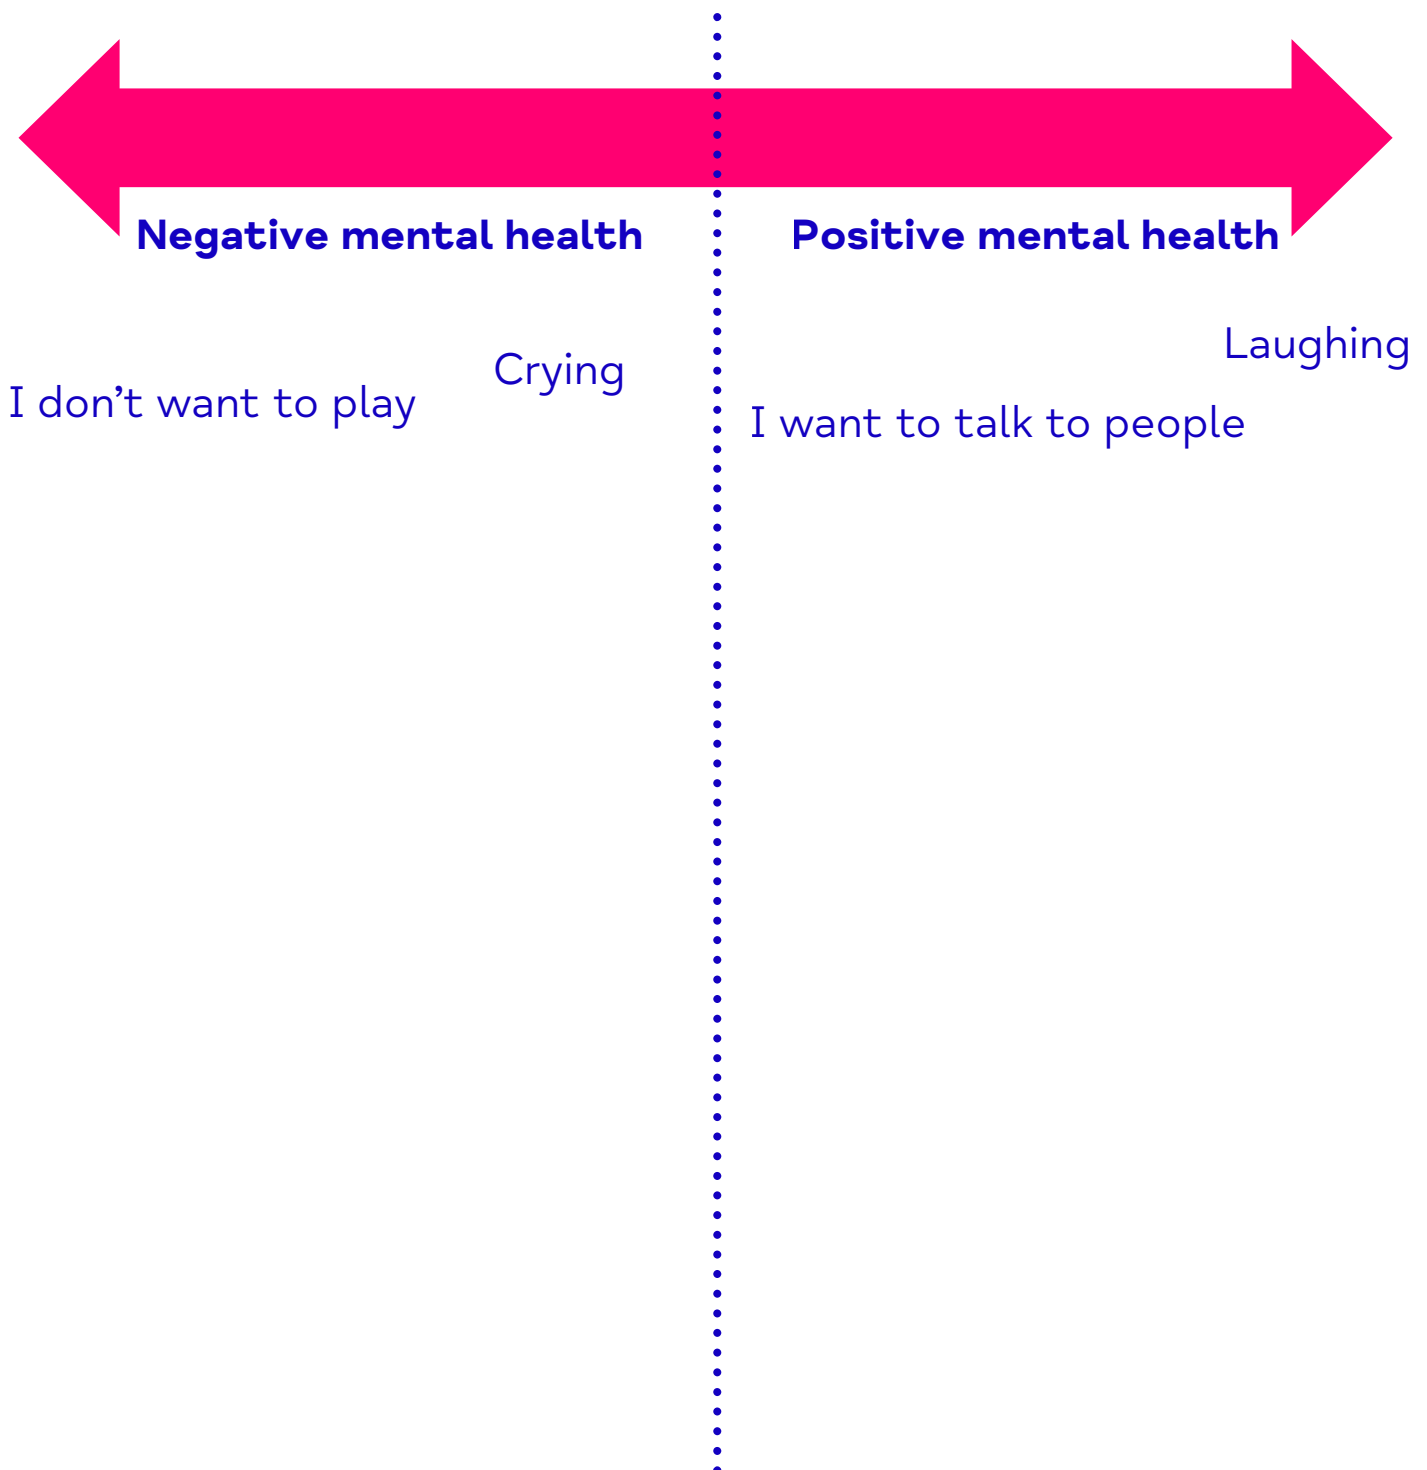 Negative mental health
Positive mental health
Crying
I don’t want to play
Laughing
I want to talk to people